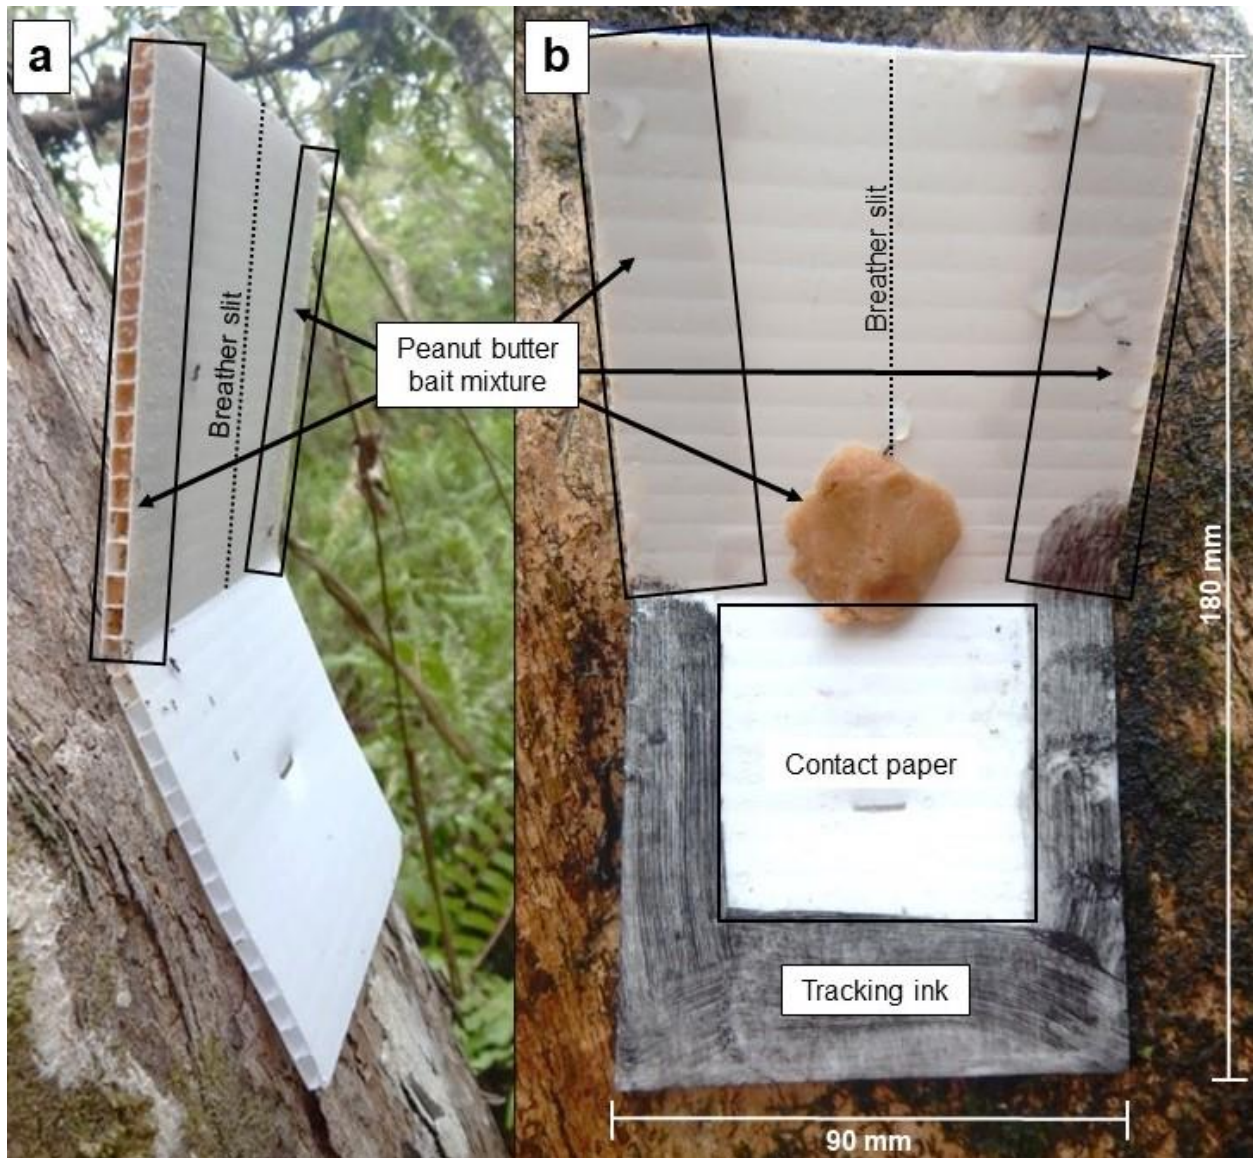 a
b
Breather slit
Breather slit
Peanut butter
bait mixture
Contact paper
Tracking ink
180 mm
90 mm